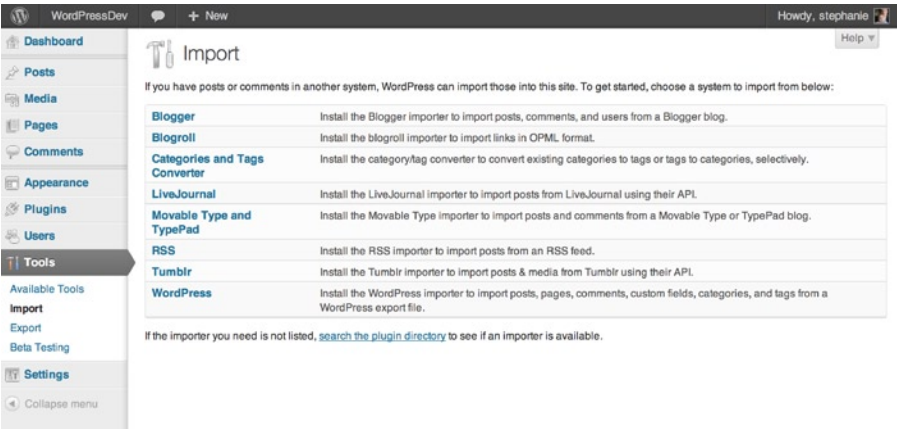 WordPressDev + New Howdy, stephanie
Dashboard
Posts
Media
Pages
Comments
Appearance
Plugins
Users
Tools
Available Tools
Import
Export
Beta Testing
Settings
Collapse menu
Help
Import
If you have posts or comments in another system, WordPress can import those into this site. To get started, choose a system to import from below:
Blogger Install the Blogger importer to import posts, comments, and users from a Blogger blog.
Blogroll Install the blogroll importer to import links in OPML format.
Categories and Tags Install the category/tag converter to convert existing categories to tags or tags to categories, selectively.
Converter
LiveJournal Install the LiveJournal importer to import posts from LiveJournal using their API.
Movable Type and Install the Movable Type importer to import posts and comments from a Movable Type or TypePad blog.
TypePad
RSS Install the RSS importer to import posts from an RSS feed.
Tumblr Install the Tumblr importer to import posts & media from Tumblr using their API.
WordPress Install the WordPress importer to import posts, pages, comments, custom fields, categories, and tags from a
WordPress export file.
If the importer you need is not listed, search the plugin directory to see if an importer is available.